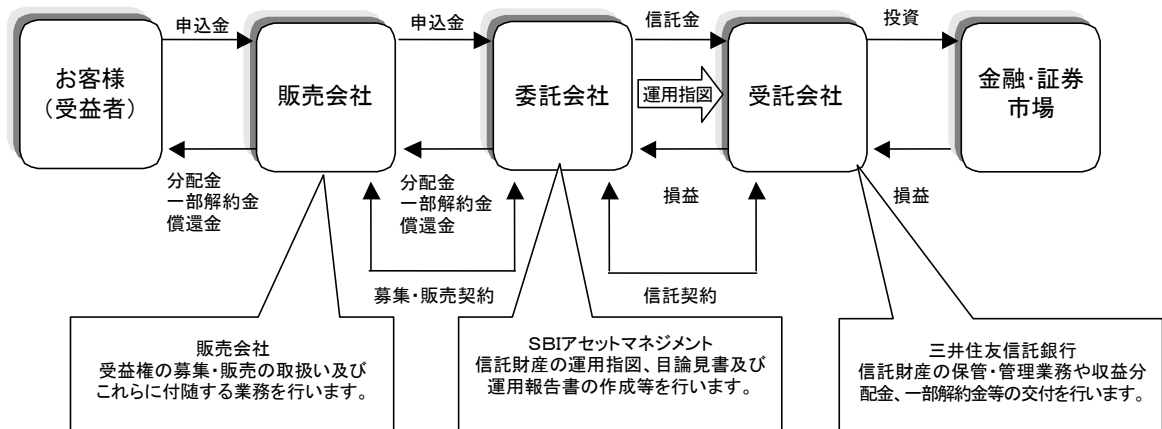 申込金
申込金
信託金
投資
お客様
（受益者）
販売会社
委託会社
運用指図
受託会社
金融・証券
市場
分配金
一部解約金
償還金
分配金
一部解約金
償還金
損益
損益
募集・販売契約
信託契約
販売会社
受益権の募集・販売の取扱い及び
これらに付随する業務を行います。
ＳＢＩアセットマネジメント
信託財産の運用指図、目論見書及び
運用報告書の作成等を行います。
三井住友信託銀行
信託財産の保管・管理業務や収益分
配金、一部解約金等の交付を行います。